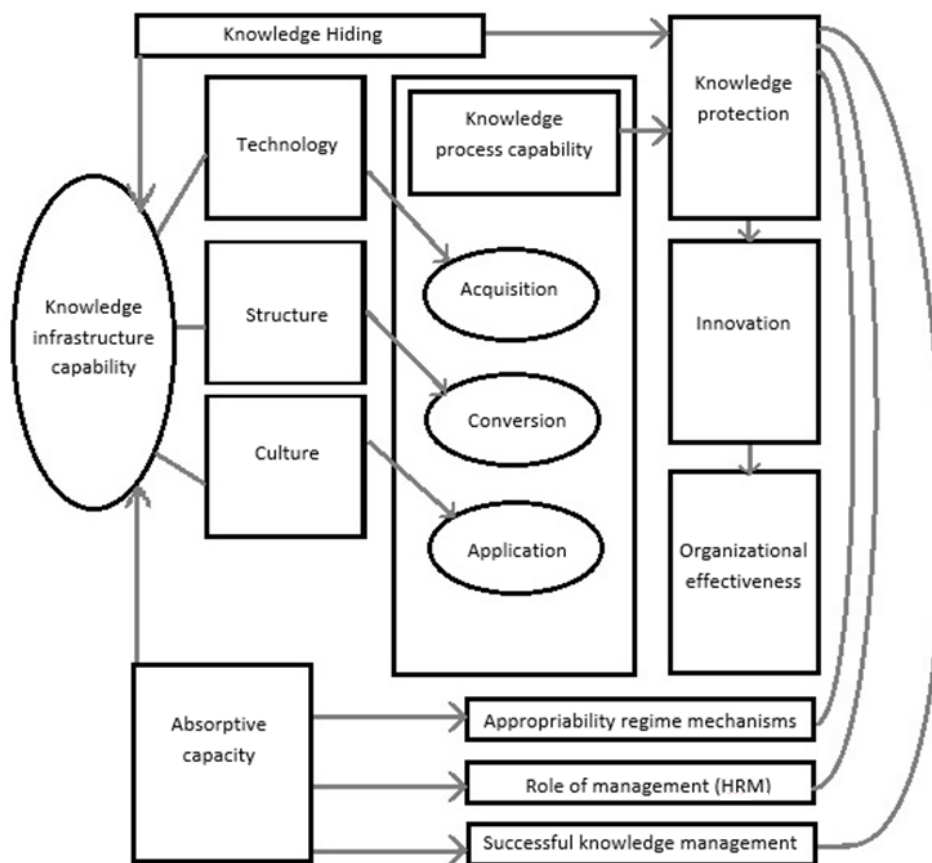 Knowledge Hiding
Technology
Knowledge
process capability
Knowledge
protection
Knowledge
infrastructure
capability
Structure
Acquisition
Innovation
Culture
Conversion
Application
Organizational
effectiveness
Absorptive
capacity
Appropriability regime mechanisms
Role of management (HRM)
Successful knowledge management